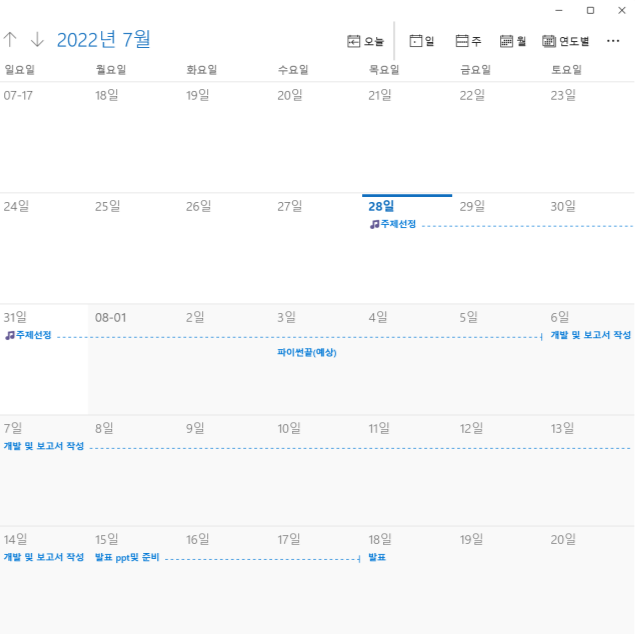 2022년 7월
오늘 일 주 월 연도별
일요일 월요일 화요일 수요일 목요일 금요일 토요일
07-17 18일 19일 20일 21일 22일 23일
24일 25일 26일 27일 28일 29일 30일
주제선정
31일 08-01 2일 3일 4일 5일 6일
주제선정 개발 및 보고서 작성
파이썬끝(예상)
7일 8일 9일 10일 11일 12일 13일
개발 및 보고서 작성
14일 15일 16일 17일 18일 19일 20일
개발 및 보고서 작성 발표 ppt및 준비 발표